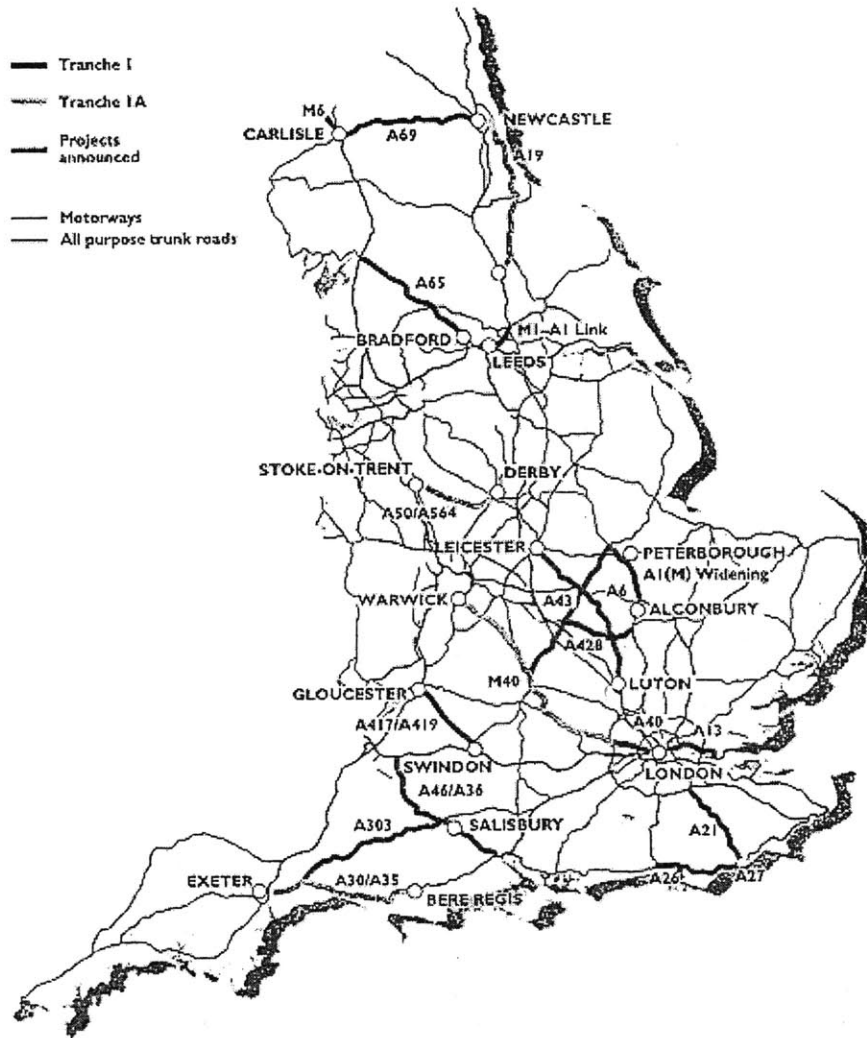 Tranche 1
Tranche 1A
Projects
announced
Motorways
All purpose trunk roads
M6
CARLISLE
A69
NEWCASTLE
A19
A65
BRADFORD
M1–A1 Link
LEEDS
STOKE-ON-TRENT
DERBY
A50/A564
LEICESTER
PETERBOROUGH
A1(M) Widening
WARWICK
A43
A6
ALCONBURY
A428
M40
LUTON
GLOUCESTER
A417/A419
A40
A13
SWINDON
LONDON
A46/A36
A303
SALISBURY
A21
EXETER
A30/A35
BERE REGIS
A26
A27